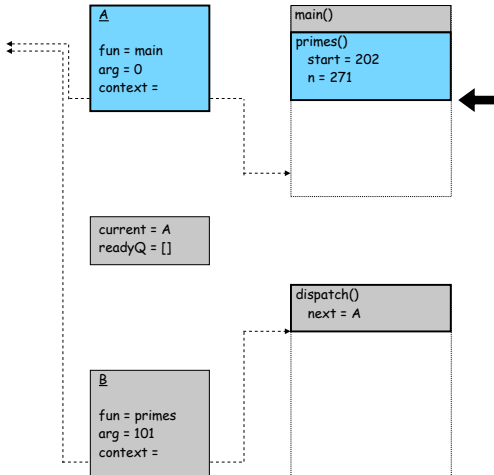 A
fun = main
arg = 0
context =
main()
primes()
start = 202
n = 271
current = A
readyQ = []
dispatch()
next = A
B
fun = primes
arg = 101
context =